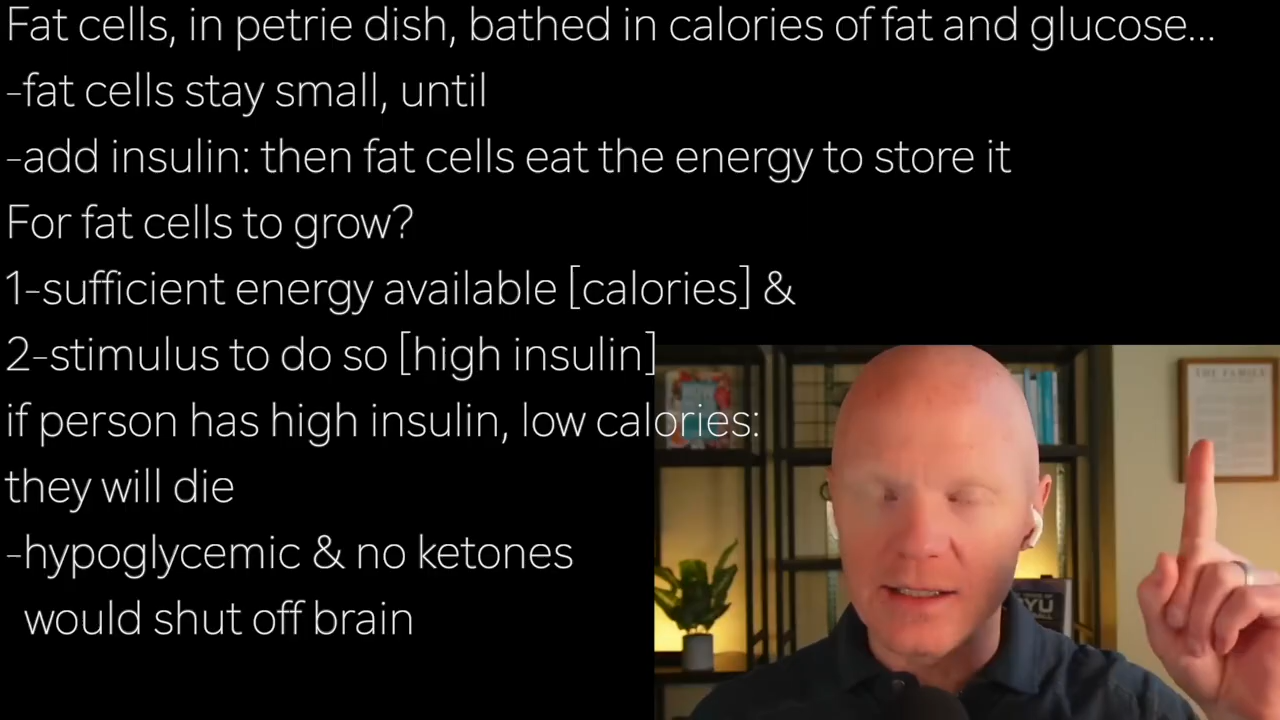 Fat cells, in petrie dish, bathed in calories of fat and glucose...
-fat cells stay small, until
-add insulin: then fat cells eat the energy to store it
For fat cells to grow?
1-sufficient energy available [calories] &
2-stimulus to do so [high insulin]
if person has high insulin, low calories:
they will die
-hypoglycemic & no ketones
would shut off brain
THE FAMILY
YU